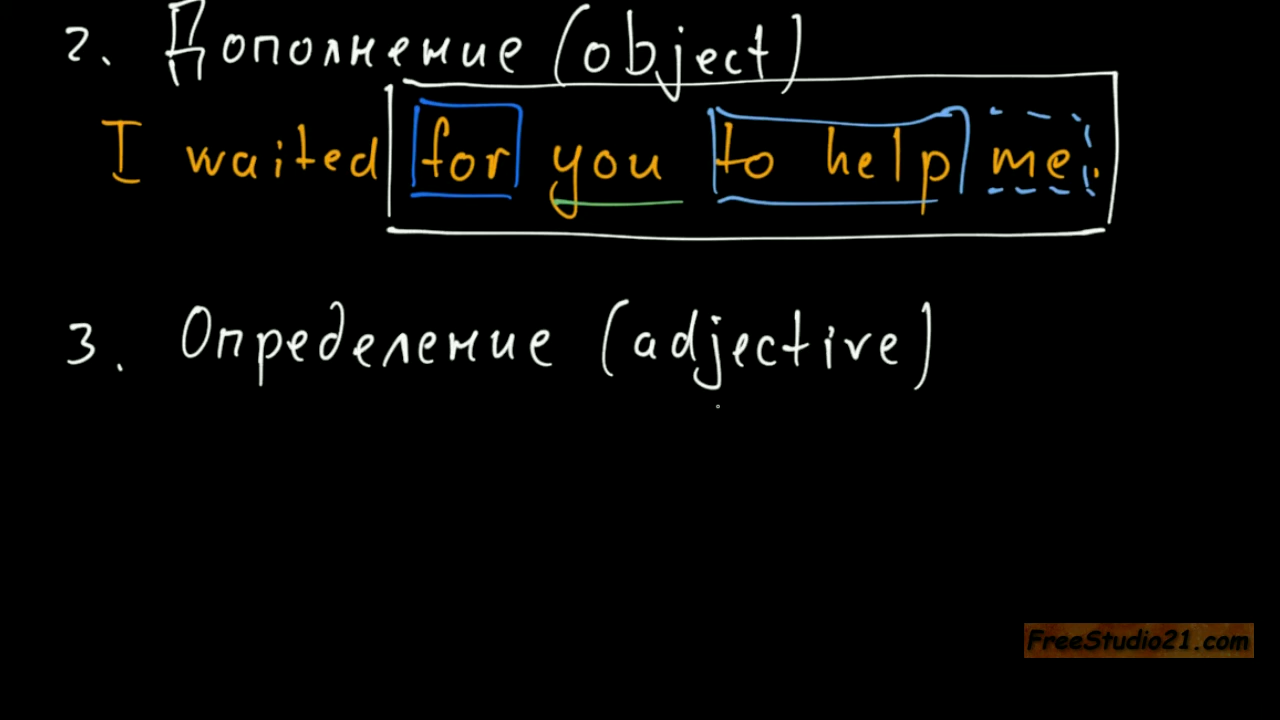 2. Дополнение (object)
I waited for you to help me.
3. Определение (adjective)
FreeStudio21.com